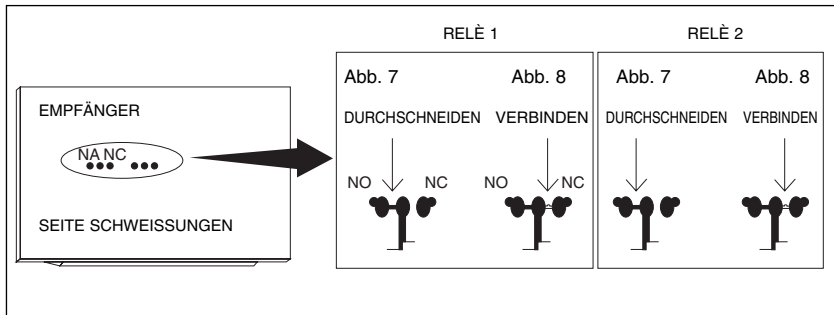 RELÈ 1
RELÈ 2
Abb. 7
Abb. 8
Abb. 7
Abb. 8
EMPFÄNGER
DURCHSCHNEIDEN
VERBINDEN
DURCHSCHNEIDEN
VERBINDEN
NA NC
NO
NC
NO
NC
SEITE SCHWEISSUNGEN